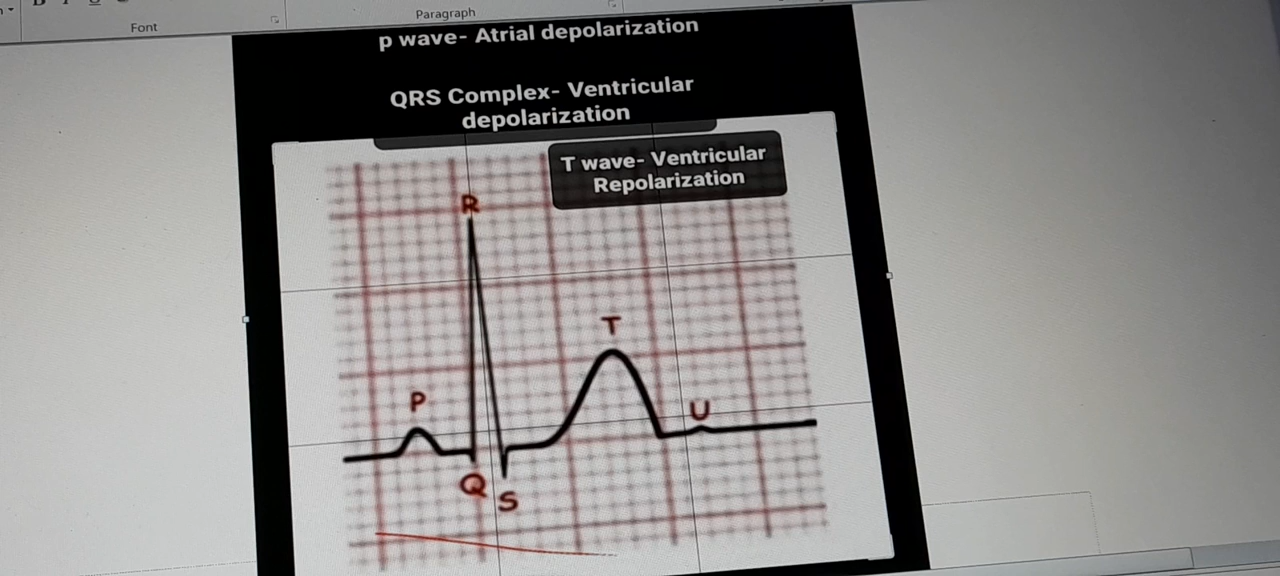 Font
Paragraph
p wave- Atrial depolarization
QRS Complex- Ventricular
depolarization
T wave- Ventricular
Repolarization
R
T
P
U
Q
S